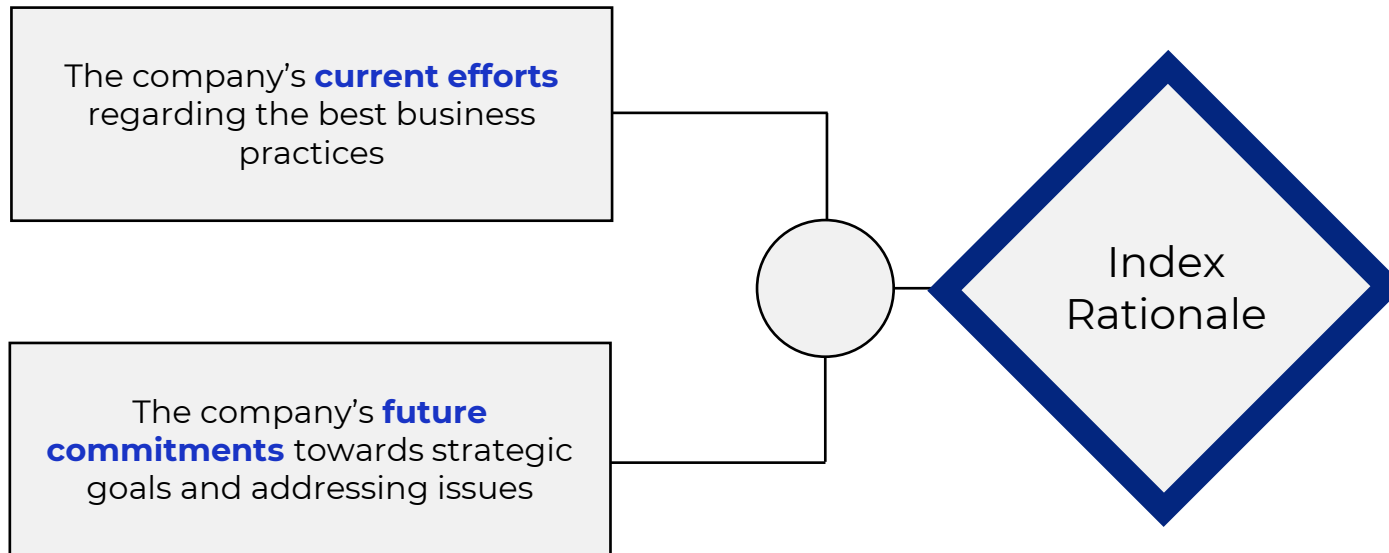 The company’s current efforts
regarding the best business
practices
The company’s future
commitments towards strategic
goals and addressing issues
Index
Rationale